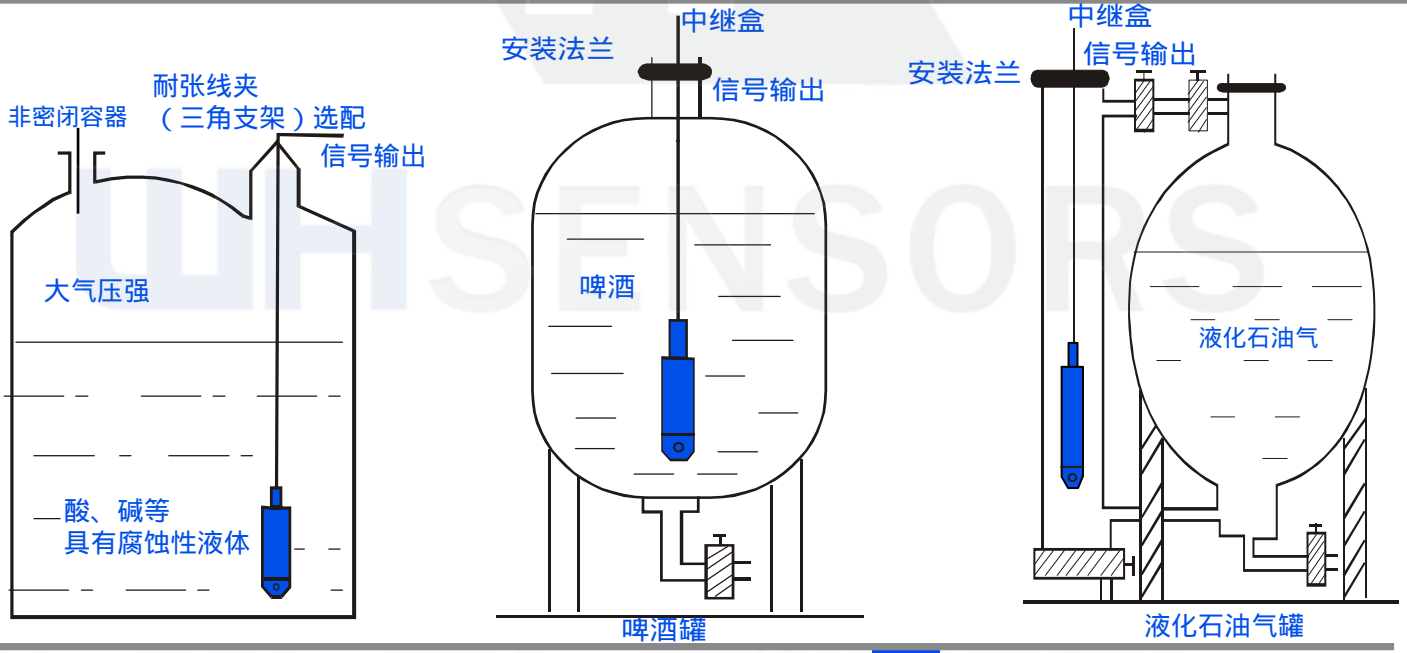 耐张线夹
(三角支架)选配
非密闭容器
信号输出
大气压强
酸、碱等
具有腐蚀性液体
中继盒
安装法兰
信号输出
啤酒
啤酒罐
中继盒
信号输出
安装法兰
液化石油气
液化石油气罐
WHSENSORS